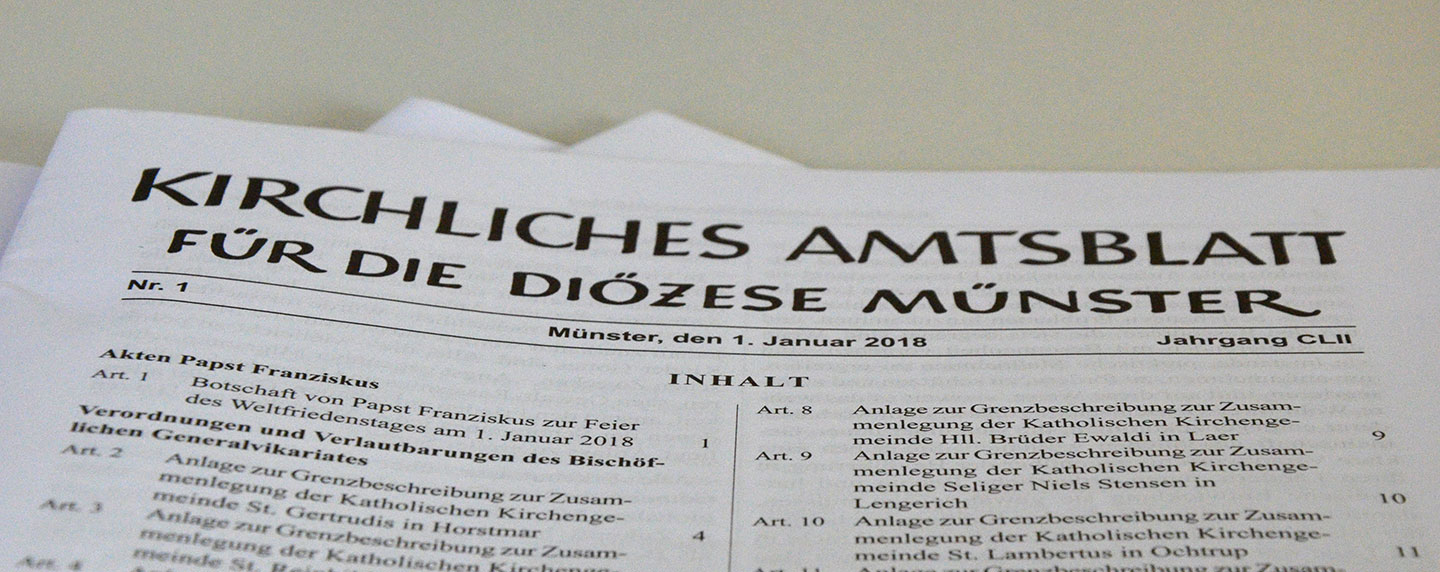 KIRCHLICHES AMTSBLATT
FÜR DIE DIÖZESE MÜNSTER
Nr. 1
Münster, den 1. Januar 2018
Jahrgang CLII
INHALT
Akten Papst Franziskus
Art. 1 Botschaft von Papst Franziskus zur Feier
des Weltfriedenstages am 1. Januar 2018 1
Verordnungen und Verlautbarungen des Bischöf-
lichen Generalvikariates
Art. 2 Anlage zur Grenzbeschreibung zur Zusam-
menlegung der Katholischen Kirchenge-
meinde St. Gertrudis in Horstmar 4
Art. 3 Anlage zur Grenzbeschreibung zur Zusam-
menlegung der Katholischen Kirchenge-
meinde St.
Art. 4
Art. 8 Anlage zur Grenzbeschreibung zur Zusam-
menlegung der Katholischen Kirchenge-
meinde Hll. Brüder Ewaldi in Laer 9
Art. 9 Anlage zur Grenzbeschreibung zur Zusam-
menlegung der Katholischen Kirchenge-
meinde Seliger Niels Stensen in
Lengerich 10
Art. 10 Anlage zur Grenzbeschreibung zur Zusam-
menlegung der Katholischen Kirchenge-
meinde St. Lambertus in Ochtrup 11